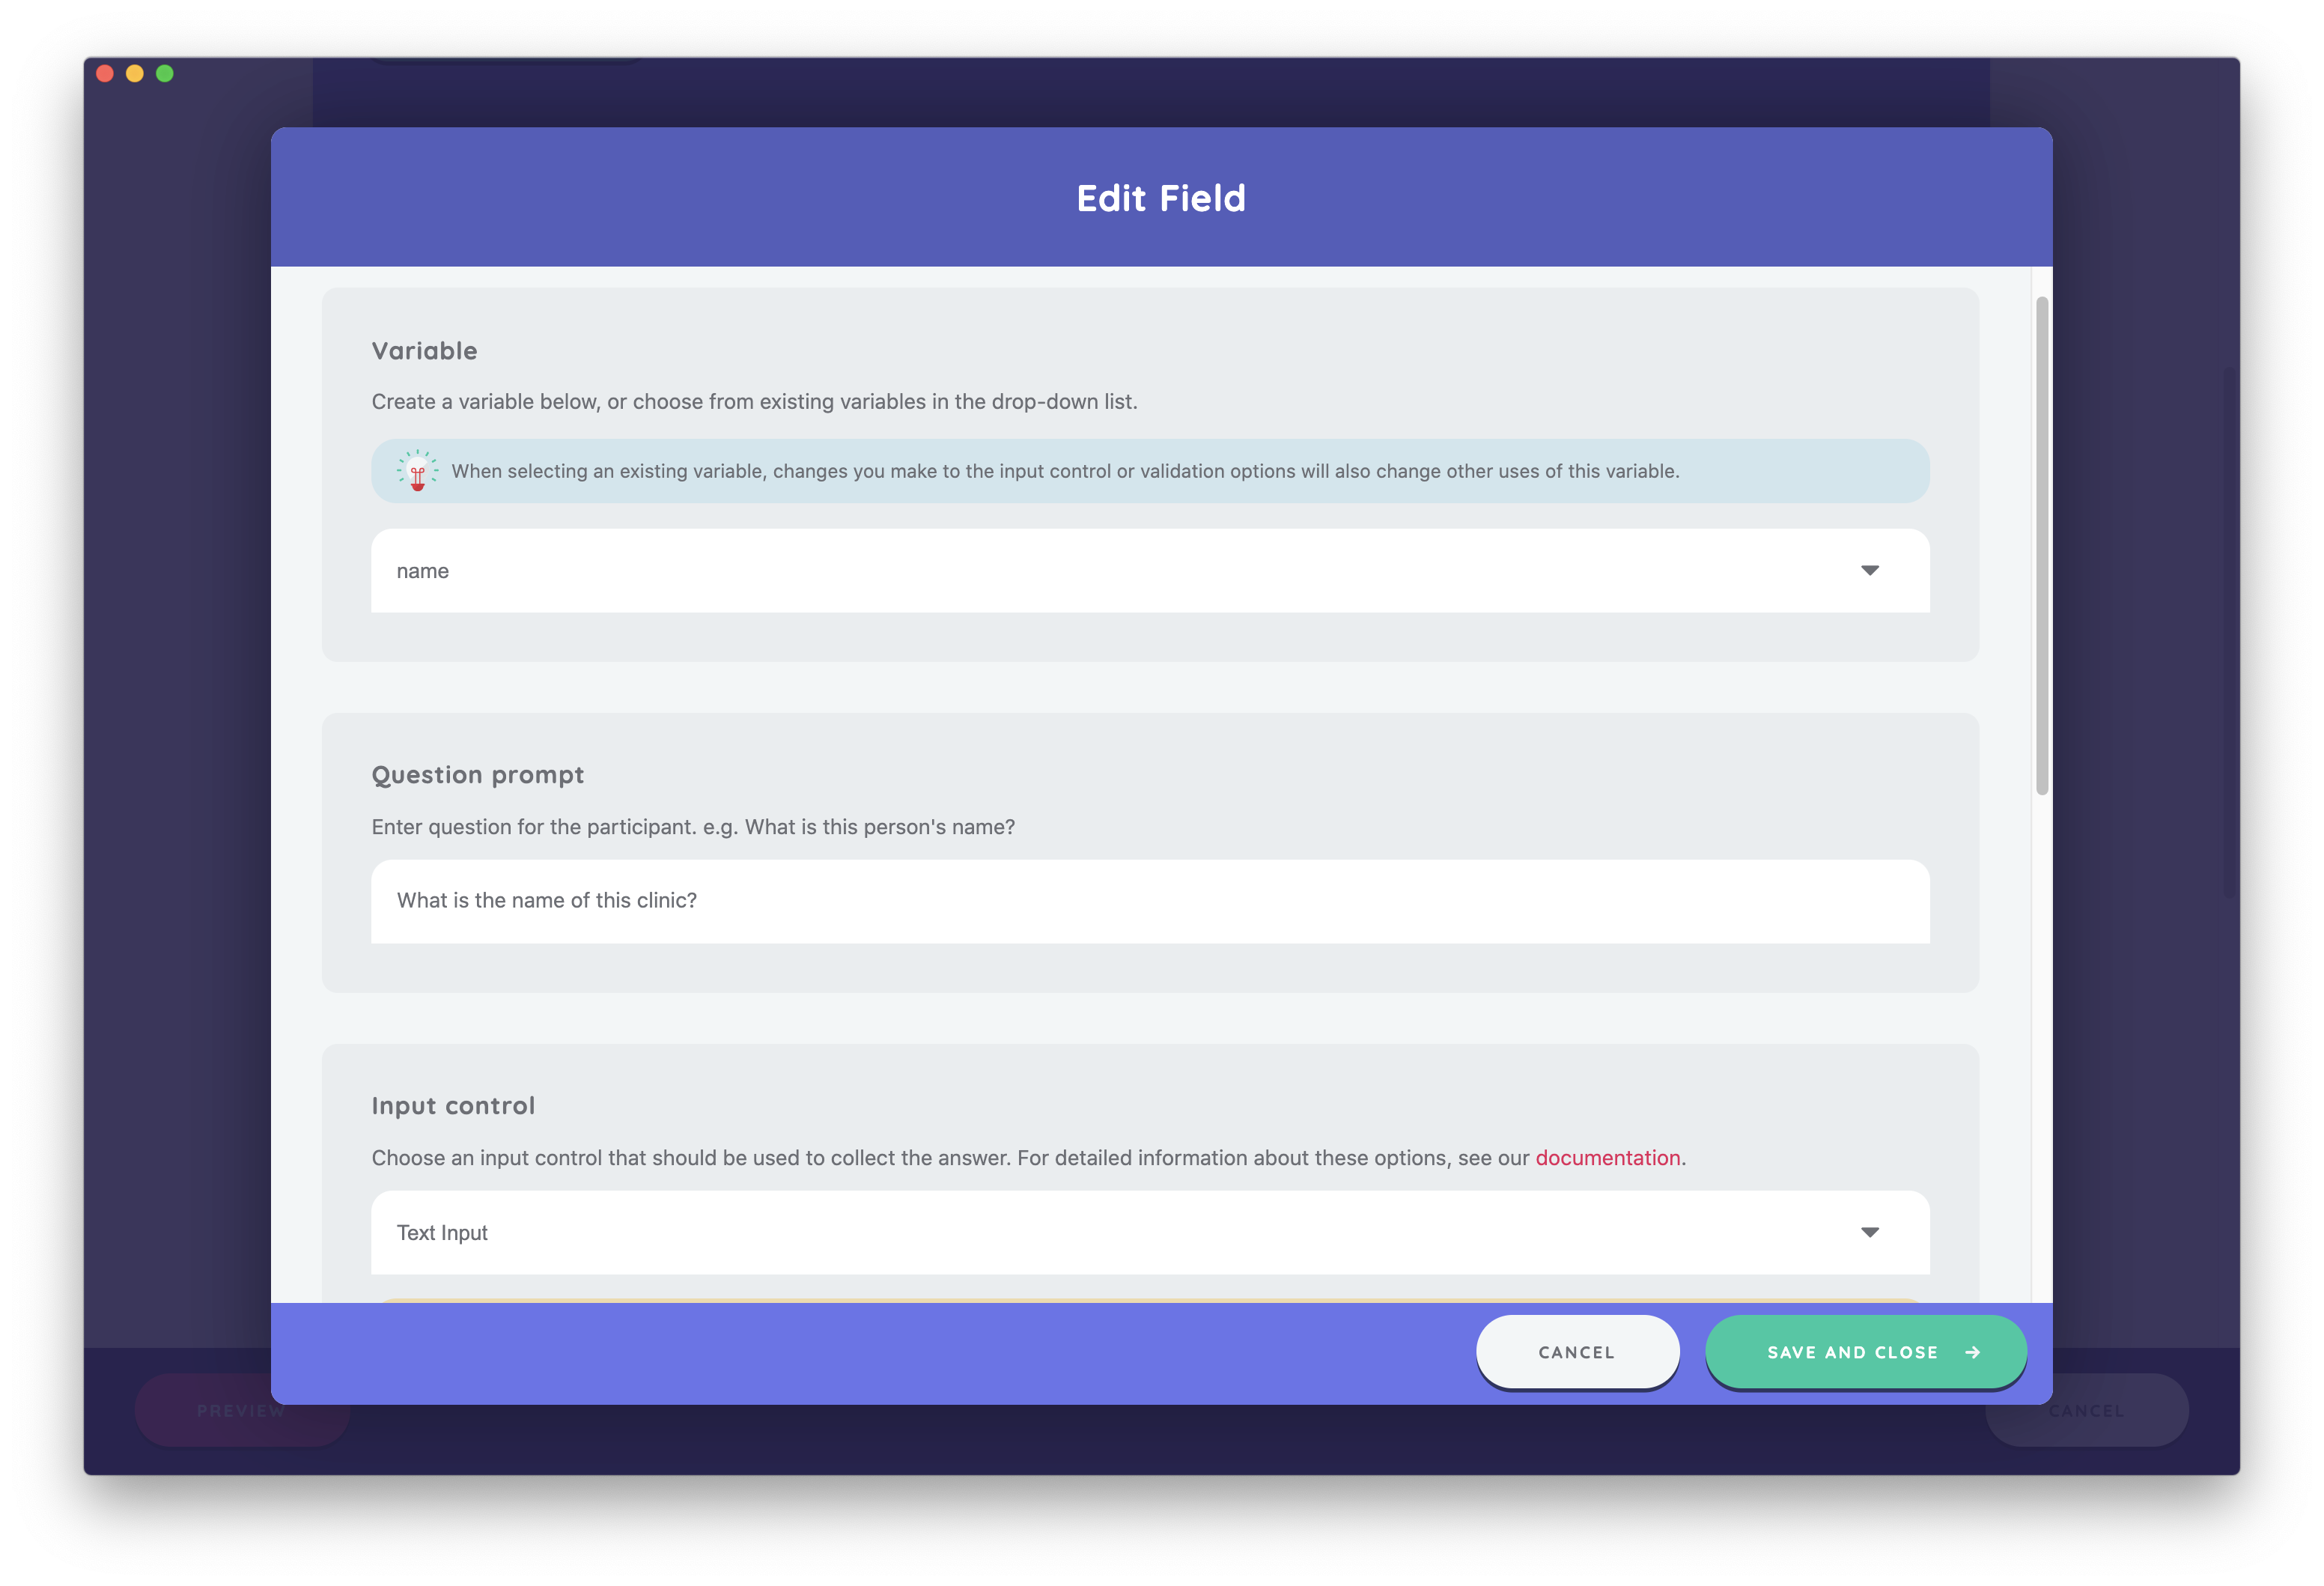 Edit Field
Variable
Create a variable below, or choose from existing variables in the drop-down list.
When selecting an existing variable, changes you make to the input control or validation options will also change other uses of this variable.
name
Question prompt
Enter question for the participant. e.g. What is this person's name?
What is the name of this clinic?
Input control
Choose an input control that should be used to collect the answer. For detailed information about these options, see our documentation.
Text Input
CANCEL
SAVE AND CLOSE
PREVIEW
CANCEL